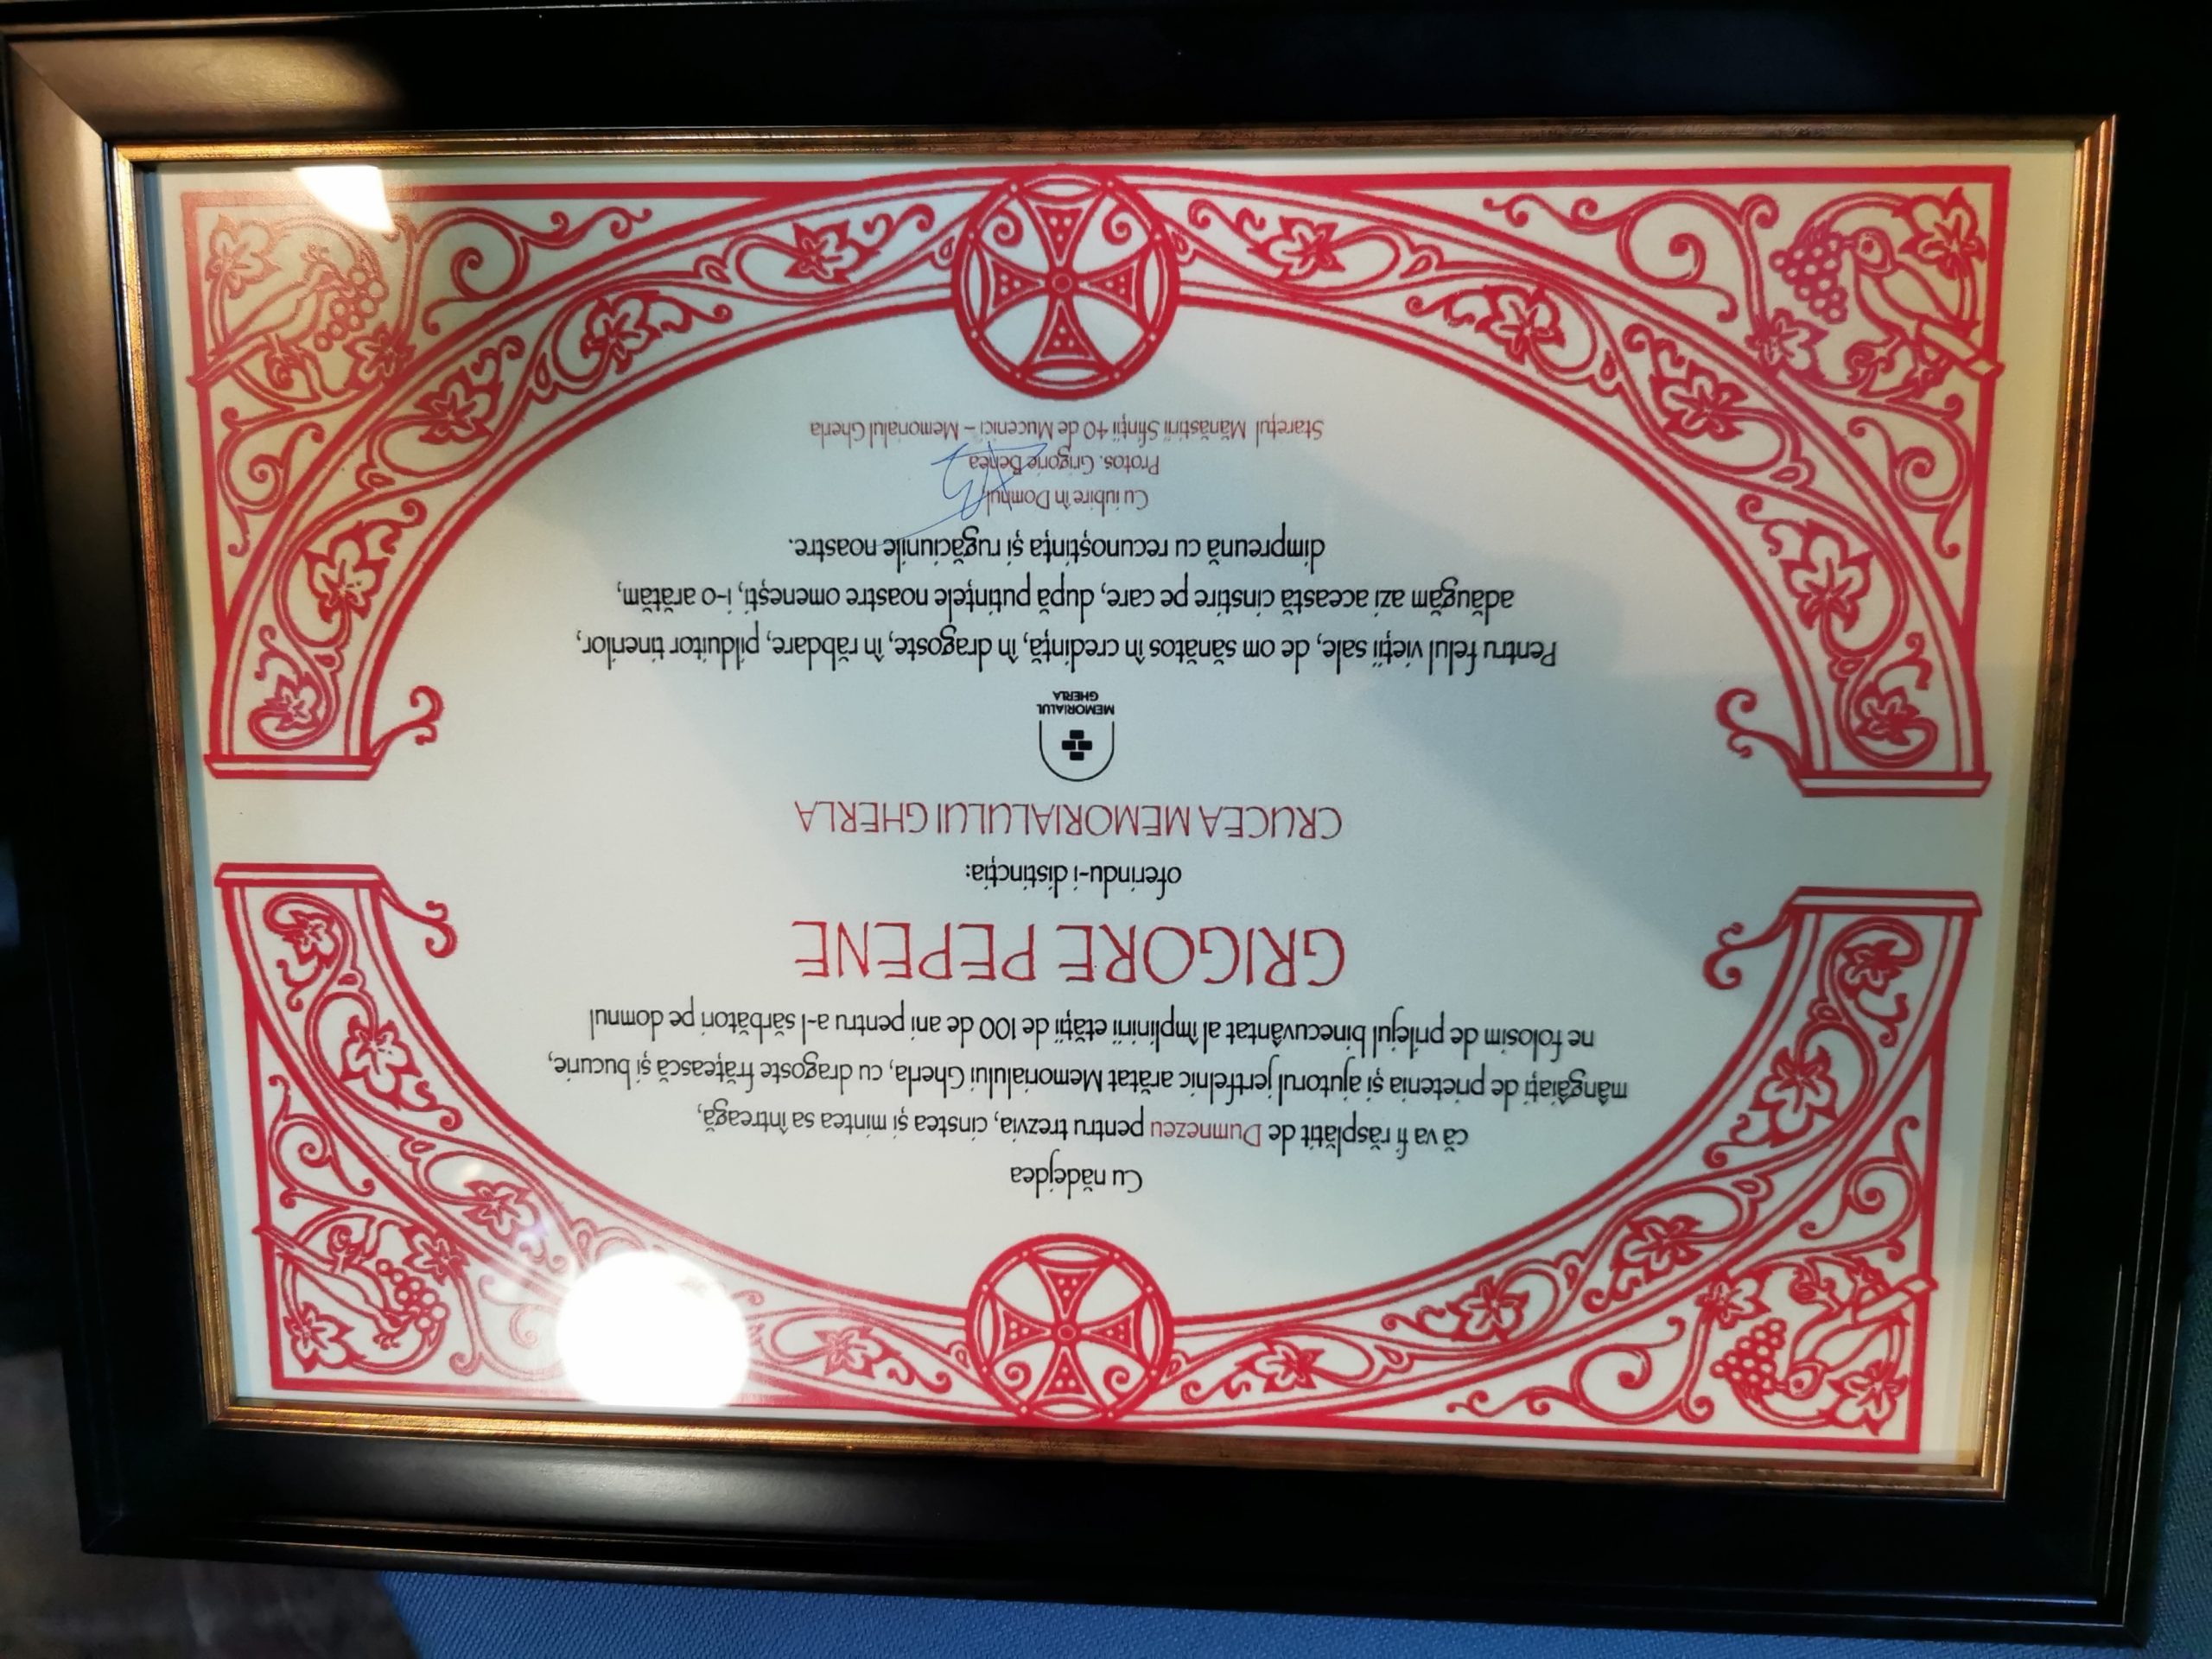 Cu nădejdea
că va fi răsplătit de Dumnezeu pentru trezvia, cinstea și mintea sa întreagă,
mângâiați de prietenia și ajutorul jertfelnic arătat Memorialului Gherla, cu dragoste frățească și bucurie,
ne folosim de prilejul binecuvântat al împlinirii etății de 100 de ani pentru a-l sărbători pe domnul
GRIGORE PEPENE
oferindu-i distincția:
CRUCEA MEMORIALULUI GHERLA
MEMORIALUL
GHERLA
Pentru felul vieții sale, de om sănătos în credință, în dragoste, în răbdare, pilduitor tinerilor,
adăugăm azi această cinstire pe care, după putințele noastre omenești, i-o arătăm,
dimpreună cu recunoștința și rugăciunile noastre.
Cu iubire în Domnul
Protos. Grigorie Benea
Starețul Mănăstirii Sfinții 40 de Mucenici – Memorialul Gherla